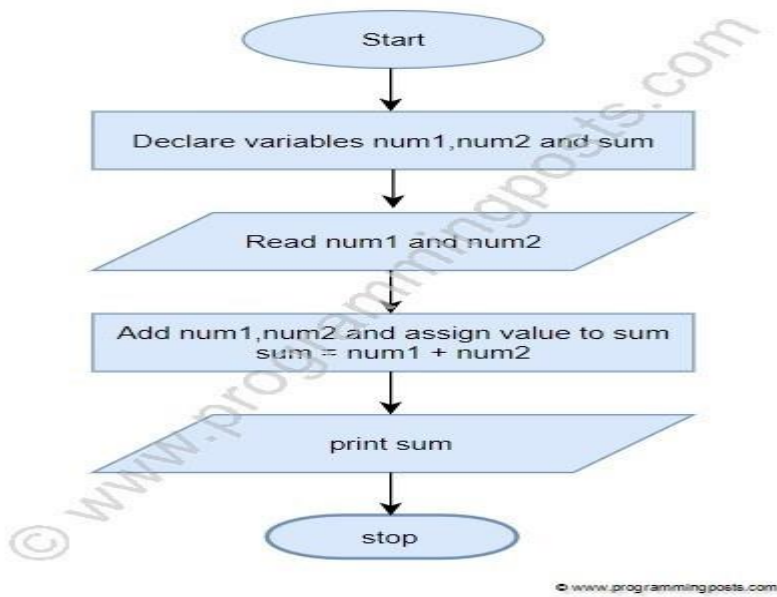 Start
Declare variables num1,num2 and sum
Read num1 and num2
Add num1,num2 and assign value to sum
sum = num1 + num2
print sum
stop
© www.programmingposts.com
© www.programmingposts.com